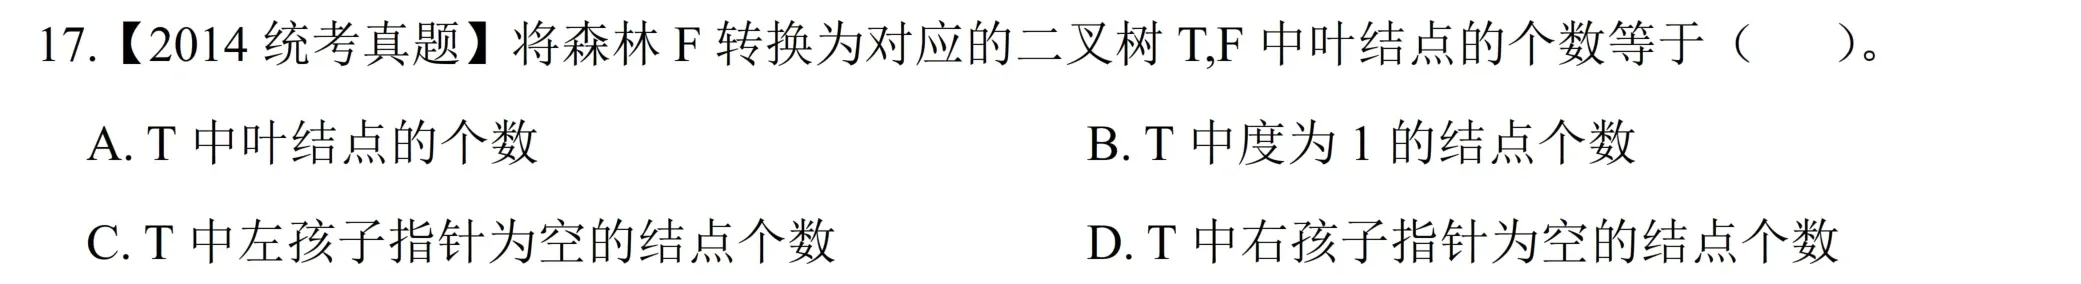 17.【2014 统考真题】将森林 F 转换为对应的二叉树 T,F 中叶结点的个数等于（　　）。
A. T 中叶结点的个数　　B. T 中度为 1 的结点个数
C. T 中左孩子指针为空的结点个数　　D. T 中右孩子指针为空的结点个数